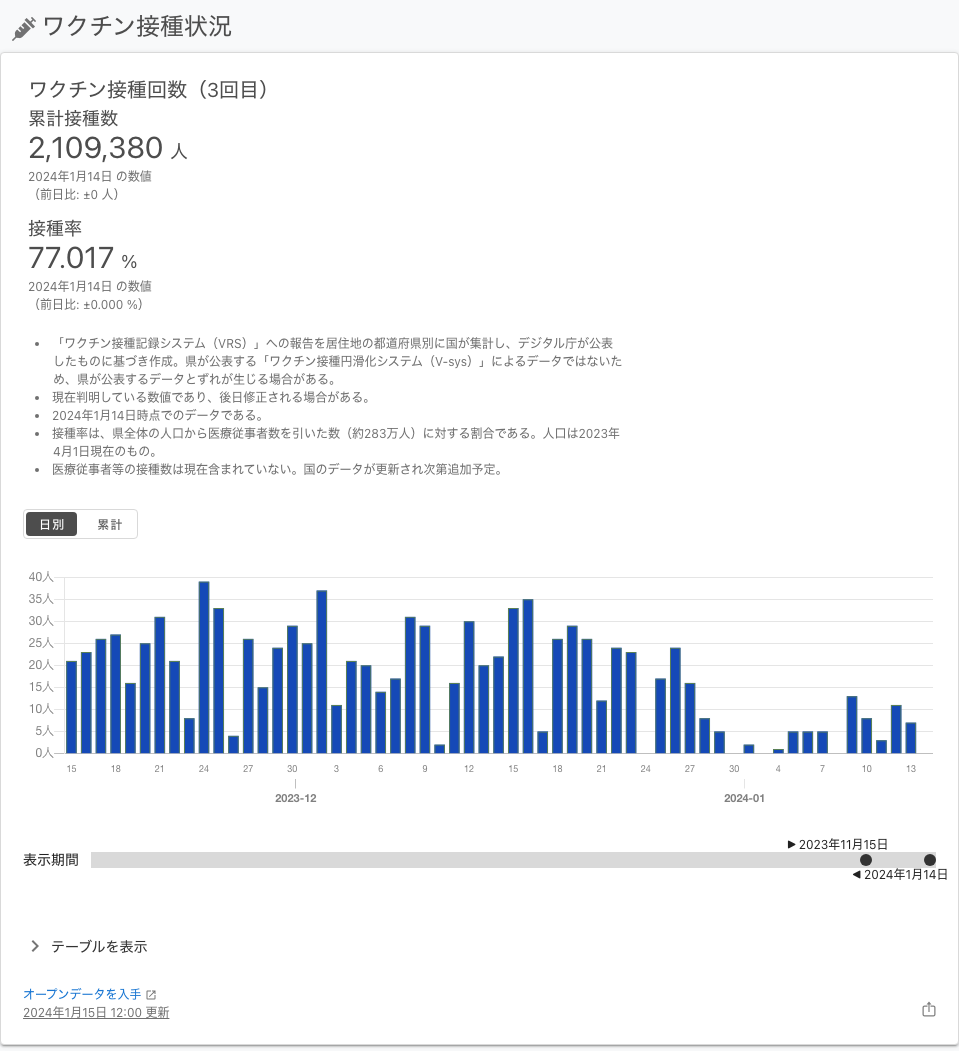 ワクチン接種状況
ワクチン接種回数（3回目）
累計接種数
2,109,380 人
2024年1月14日 の数値
（前日比: ±0 人）
接種率
77.017 %
2024年1月14日 の数値
（前日比: ±0.000 %）
• 「ワクチン接種記録システム（VRS）」への報告を居住地の都道府県別に国が集計し、デジタル庁が公表
したものに基づき作成。県が公表する「ワクチン接種円滑化システム（V-sys）」によるデータではないた
め、県が公表するデータとずれが生じる場合がある。
• 現在判明している数値であり、後日修正される場合がある。
• 2024年1月14日時点でのデータである。
• 接種率は、県全体の人口から医療従事者数を引いた数（約283万人）に対する割合である。人口は2023年
4月1日現在のもの。
• 医療従事者等の接種数は現在含まれていない。国のデータが更新され次第追加予定。
日別 累計
40人
35人
30人
25人
20人
15人
10人
5人
0人
15 18 21 24 27 30 3 6 9 12 15 18 21 24 27 30 4 7 10 13
2023-12 2024-01
▶ 2023年11月15日
表示期間
◀ 2024年1月14日
テーブルを表示
オープンデータを入手
2024年1月15日 12:00 更新